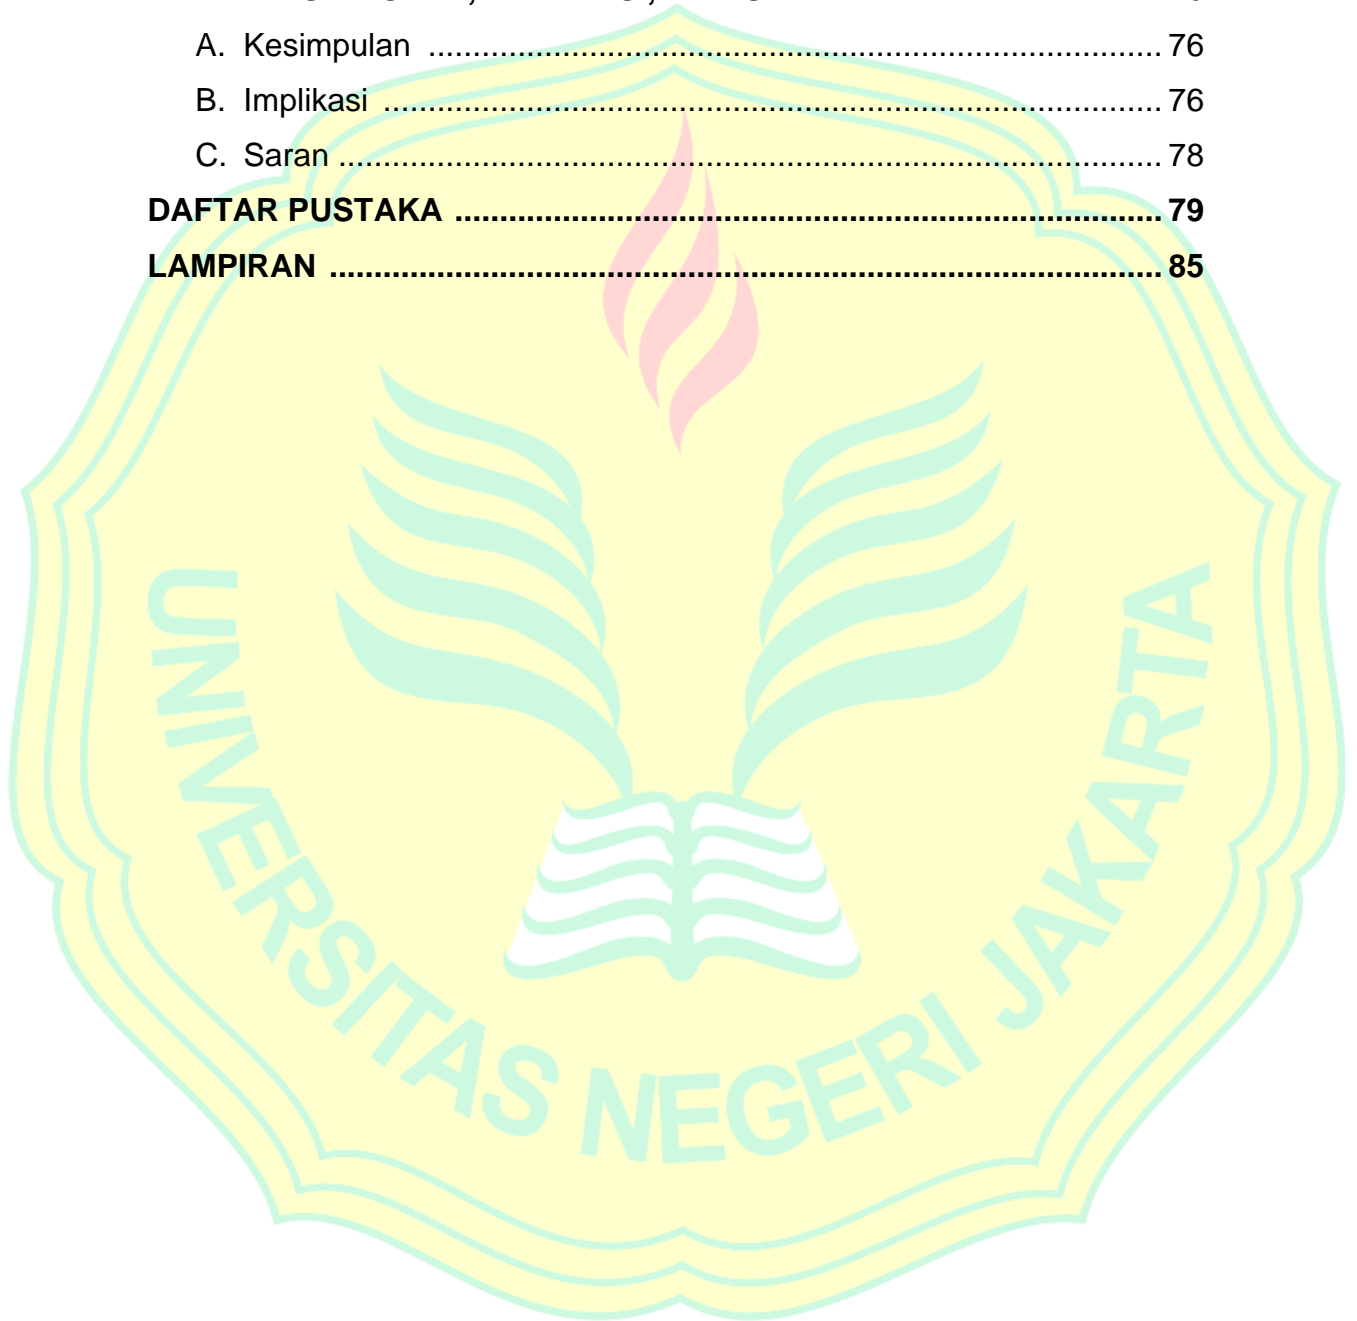 A. Kesimpulan ........................................................................................ 76
B. Implikasi ............................................................................................. 76
C. Saran .................................................................................................. 78
DAFTAR PUSTAKA .................................................................................... 79
LAMPIRAN .................................................................................................. 85
UNIVERSITAS NEGERI JAKARTA